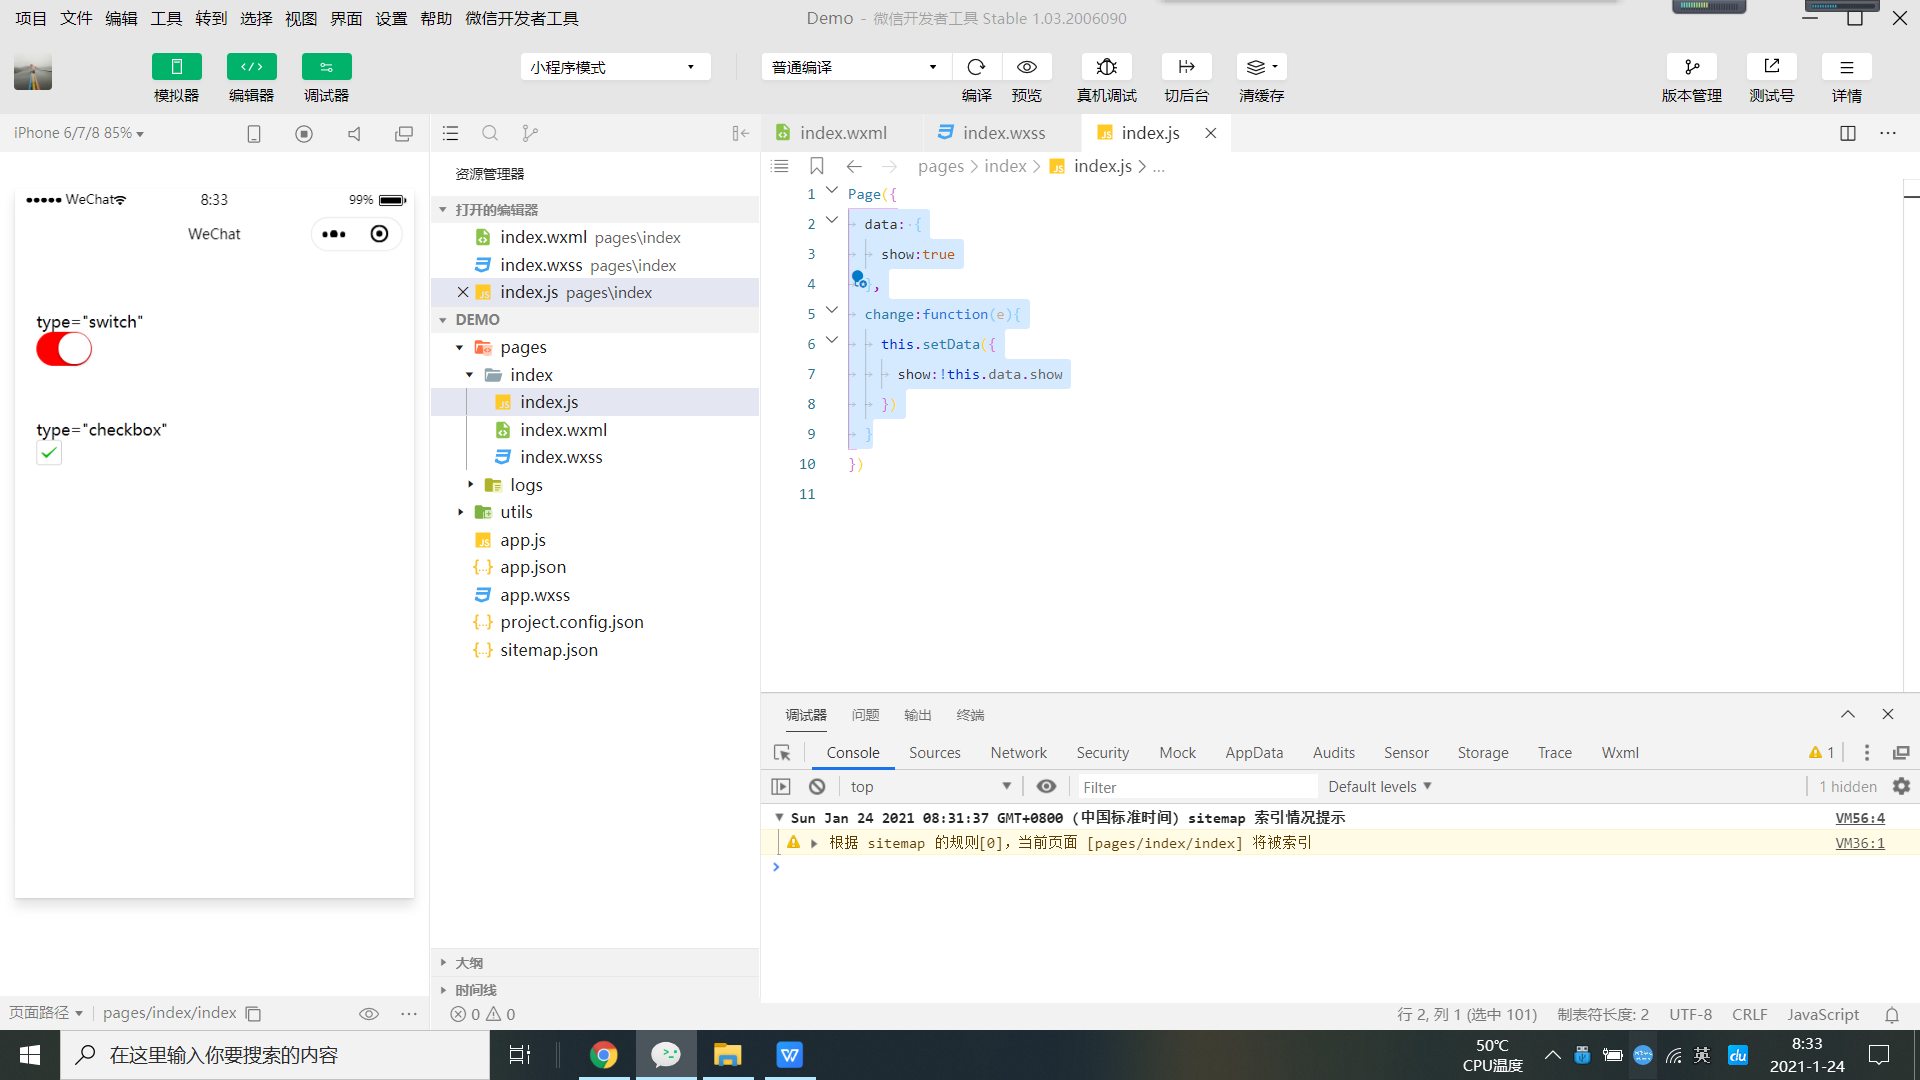 项目 文件 编辑 工具 转到 选择 视图 界面 设置 帮助 微信开发者工具
Demo - 微信开发者工具 Stable 1.03.2006090
模拟器 编辑器 调试器
小程序模式
普通编译
编译 预览 真机调试 切后台 清缓存
版本管理 测试号 详情
iPhone 6/7/8 85%
WeChat 8:33 99%
WeChat
type="switch"
type="checkbox"
页面路径 pages/index/index
资源管理器
打开的编辑器
index.wxml pages\index
index.wxss pages\index
index.js pages\index
DEMO
pages
index
index.js
index.wxml
index.wxss
logs
utils
app.js
app.json
app.wxss
project.config.json
sitemap.json
大纲
时间线
0 0
index.wxml index.wxss index.js
pages > index > index.js > ...
1 Page({
2 data: {
3 show:true
4 },
5 change:function(e){
6 this.setData({
7 show:!this.data.show
8 })
9 }
10 })
11
调试器 问题 输出 终端
Console Sources Network Security Mock AppData Audits Sensor Storage Trace Wxml 1
top Filter Default levels 1 hidden
Sun Jan 24 2021 08:31:37 GMT+0800 (中国标准时间) sitemap 索引情况提示 VM56:4
根据 sitemap 的规则[0]，当前页面 [pages/index/index] 将被索引 VM36:1
行 2, 列 1 (选中 101) 制表符长度: 2 UTF-8 CRLF JavaScript
在这里输入你要搜索的内容
50℃
CPU温度
英
du
8:33
2021-1-24